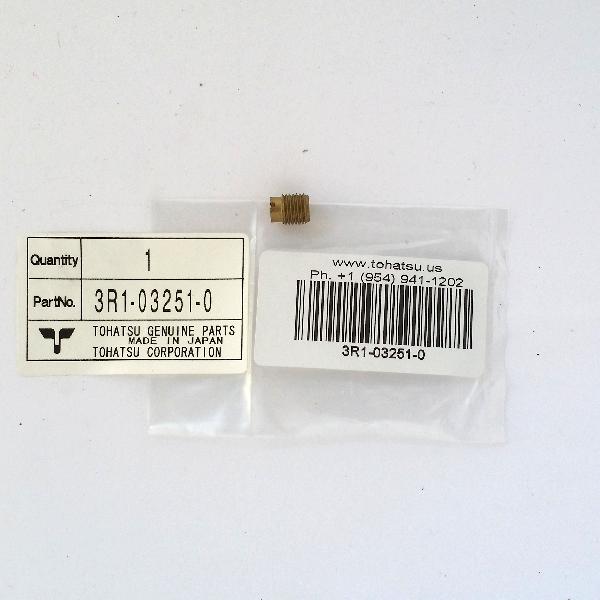 Quantity 1
PartNo. 3R1-03251-0
TOHATSU GENUINE PARTS
MADE IN JAPAN
TOHATSU CORPORATION
www.tohatsu.us
Ph. +1 (954) 941-1202
3R1-03251-0